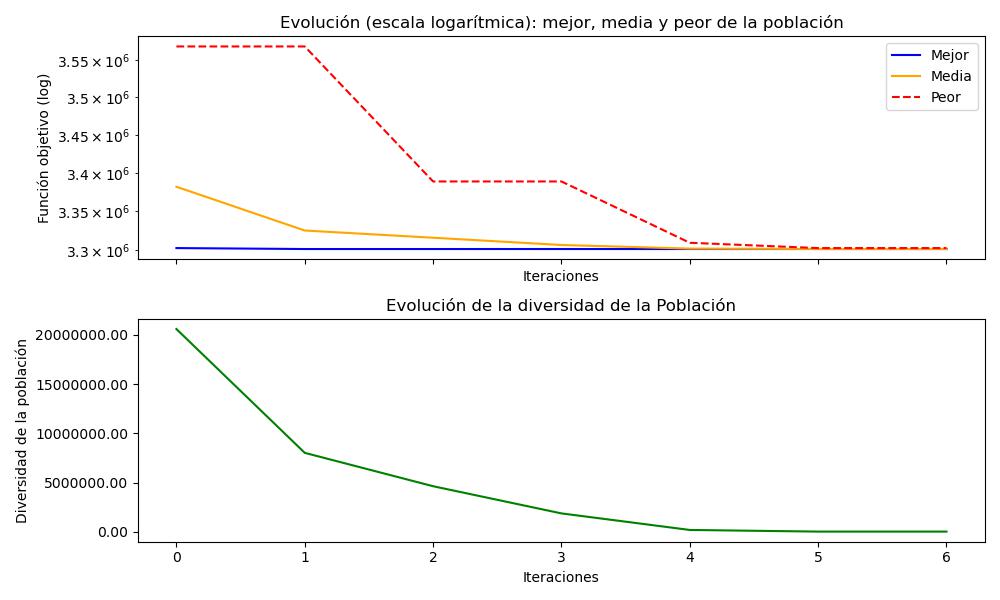 Evolución (escala logarítmica): mejor, media y peor de la población
Función objetivo (log)
3.55 × 10⁶
3.5 × 10⁶
3.45 × 10⁶
3.4 × 10⁶
3.35 × 10⁶
3.3 × 10⁶
Mejor
Media
Peor
Iteraciones
Evolución de la diversidad de la Población
Diversidad de la población
20000000.00
15000000.00
10000000.00
5000000.00
0.00
0 1 2 3 4 5 6
Iteraciones